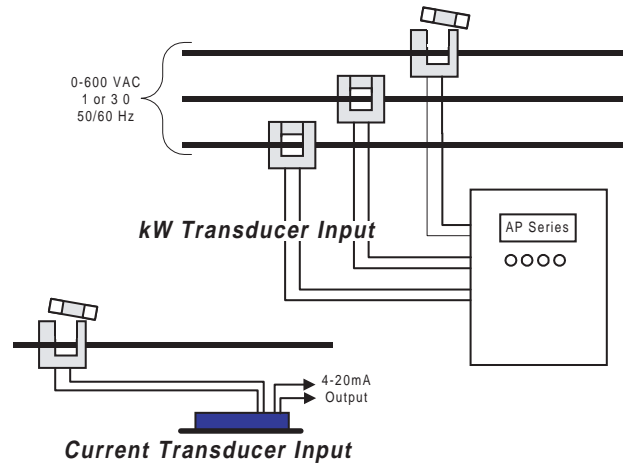 0-600 VAC
1 or 3 0
50/60 Hz
kW Transducer Input
AP Series
4-20mA
Output
Current Transducer Input